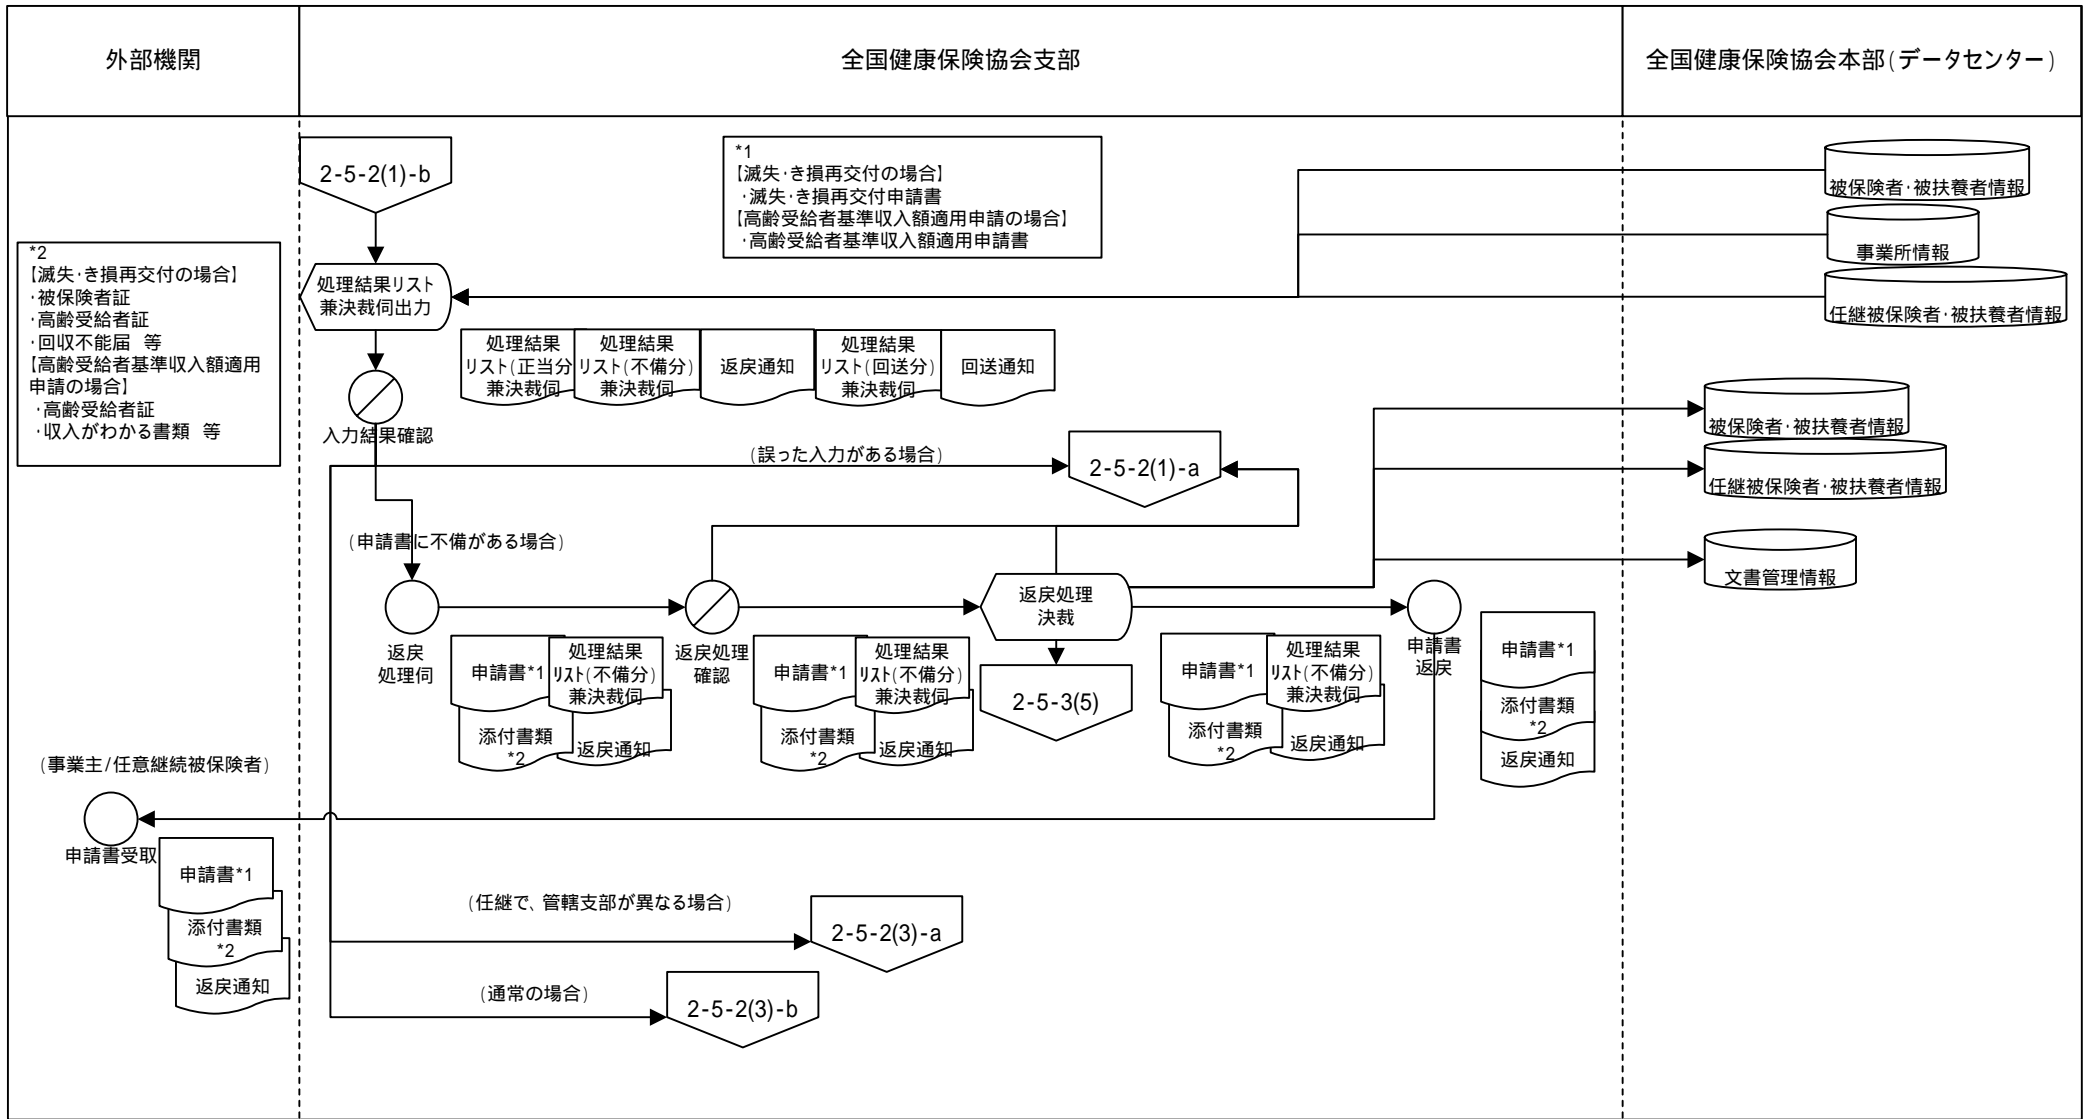 外部機関
全国健康保険協会支部
全国健康保険協会本部(データセンター)
2-5-2(1)-b
*1
【滅失・き損再交付の場合】
・滅失・き損再交付申請書
【高齢受給者基準収入額適用申請の場合】
・高齢受給者基準収入額適用申請書
被保険者・被扶養者情報
事業所情報
任継被保険者・被扶養者情報
*2
【滅失・き損再交付の場合】
・被保険者証
・高齢受給者証
・回収不能届 等
【高齢受給者基準収入額適用
申請の場合】
・高齢受給者証
・収入がわかる書類 等
処理結果リスト
兼決裁伺出力
処理結果
リスト(正当分)
兼決裁伺
処理結果
リスト(不備分)
兼決裁伺
返戻通知
処理結果
リスト(回送分)
兼決裁伺
回送通知
入力結果確認
(誤った入力がある場合)
2-5-2(1)-a
被保険者・被扶養者情報
任継被保険者・被扶養者情報
文書管理情報
(申請書に不備がある場合)
返戻
処理伺
申請書*1
処理結果
リスト(不備分)
兼決裁伺
添付書類
*2
返戻通知
返戻処理
確認
申請書*1
処理結果
リスト(不備分)
兼決裁伺
添付書類
*2
返戻通知
返戻処理
決裁
2-5-3(5)
申請書*1
処理結果
リスト(不備分)
兼決裁伺
添付書類
*2
返戻通知
申請書
返戻
申請書*1
添付書類
*2
返戻通知
(事業主/任意継続被保険者)
申請書受取
申請書*1
添付書類
*2
返戻通知
(任継で、管轄支部が異なる場合)
2-5-2(3)-a
(通常の場合)
2-5-2(3)-b